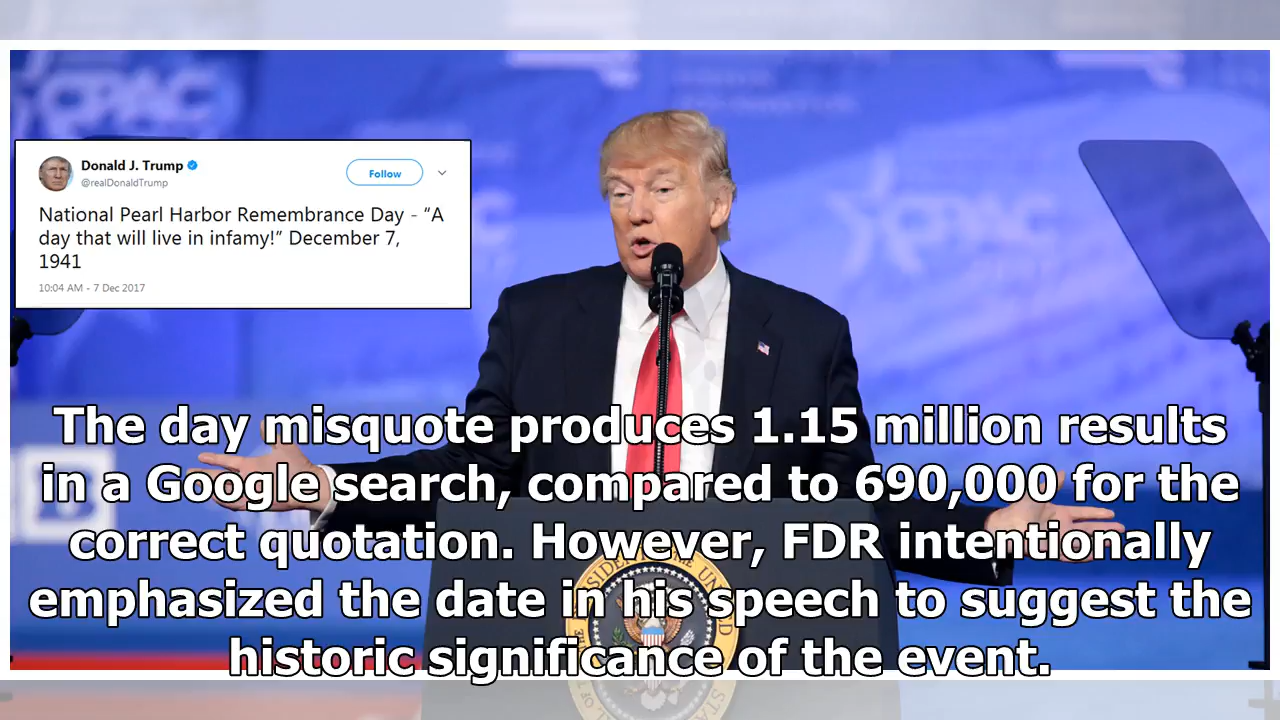 CPAC
Donald J. Trump
@realDonaldTrump
Follow
National Pearl Harbor Remembrance Day - “A
day that will live in infamy!” December 7,
1941
10:04 AM - 7 Dec 2017
CPAC
The day misquote produces 1.15 million results
in a Google search, compared to 690,000 for the
correct quotation. However, FDR intentionally
emphasized the date in his speech to suggest the
historic significance of the event.